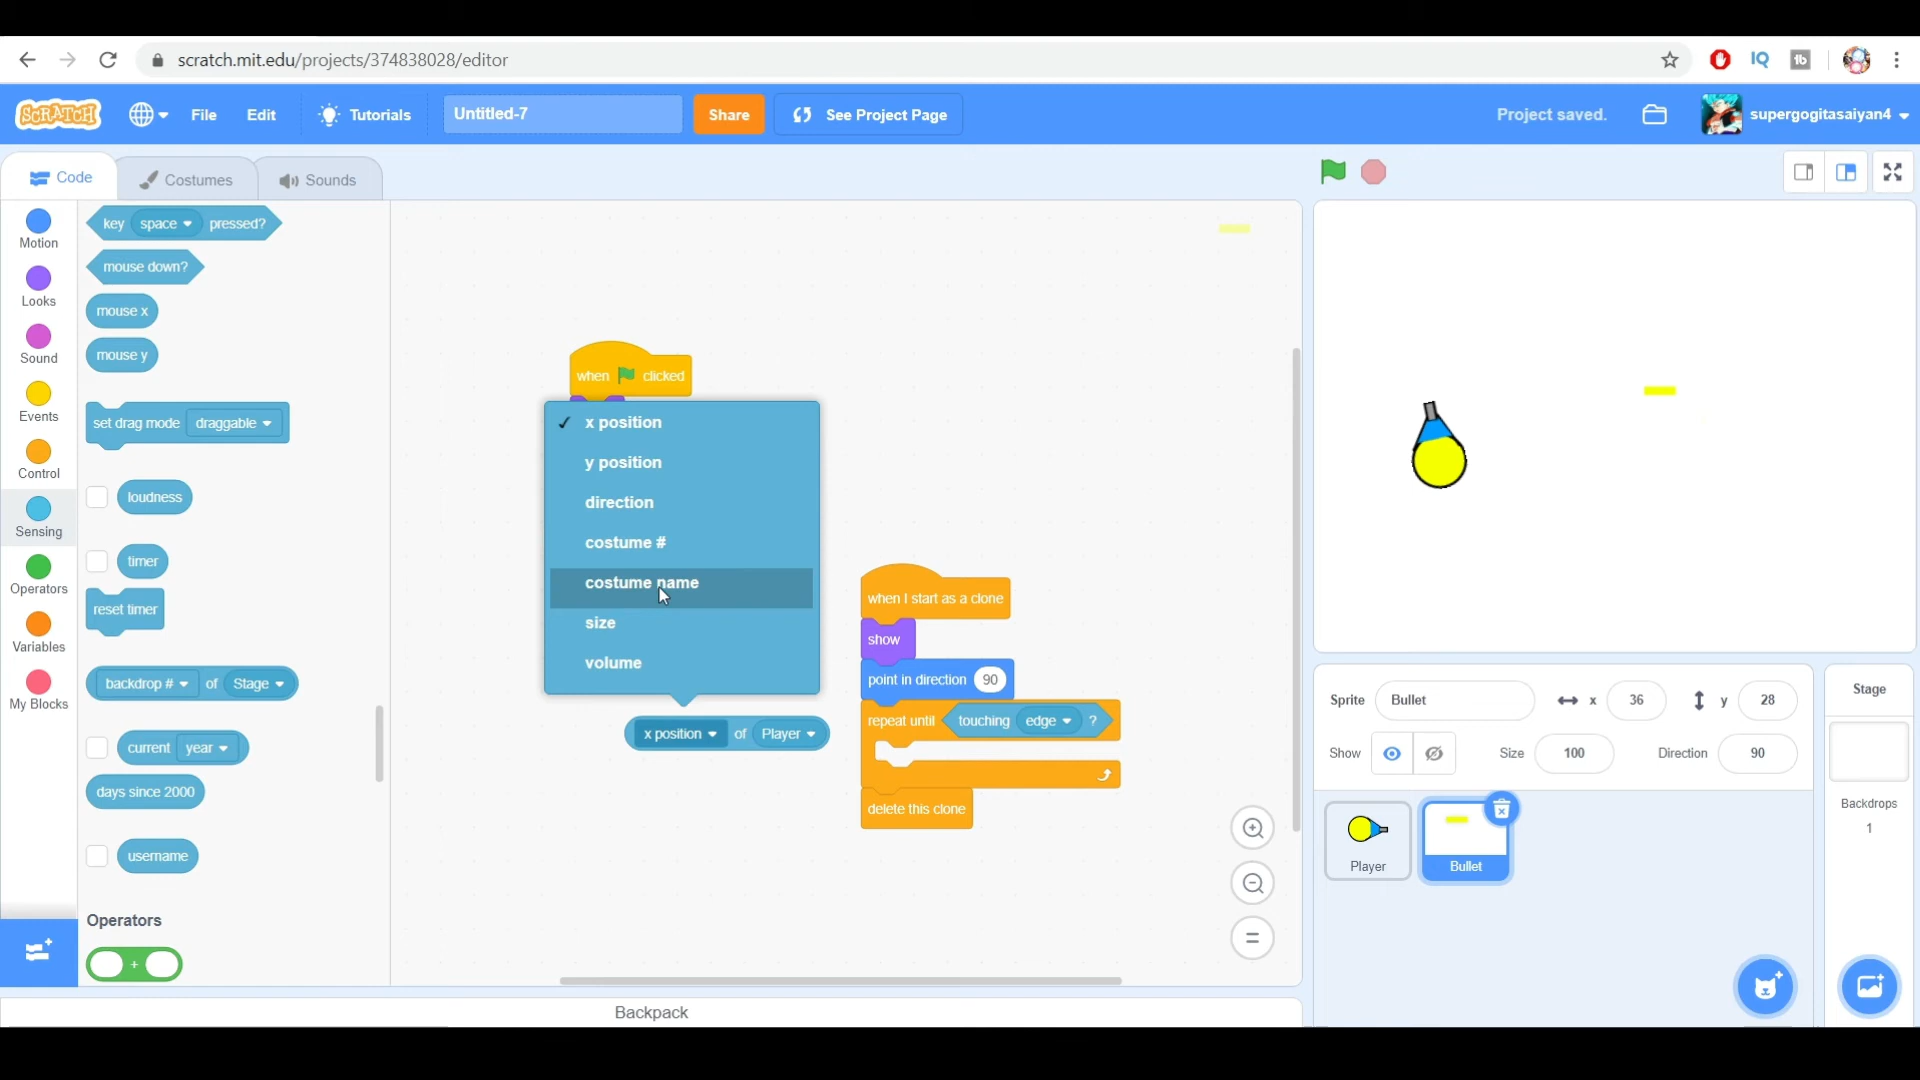 scratch.mit.edu/projects/374838028/editor
IQ
tb
SCRATCH
File
Edit
Tutorials
Untitled-7
Share
See Project Page
Project saved.
supergogitasaiyan4
Code
Costumes
Sounds
Motion
Looks
Sound
Events
Control
Sensing
Operators
Variables
My Blocks
key space pressed?
mouse down?
mouse x
mouse y
set drag mode draggable
loudness
timer
reset timer
backdrop # of Stage
current year
days since 2000
username
Operators
+
when clicked
x position
y position
direction
costume #
costume name
size
volume
x position of Player
when I start as a clone
show
point in direction 90
repeat until touching edge ?
delete this clone
Backpack
Sprite Bullet x 36 y 28
Show Size 100 Direction 90
Player
Bullet
Stage
Backdrops
1